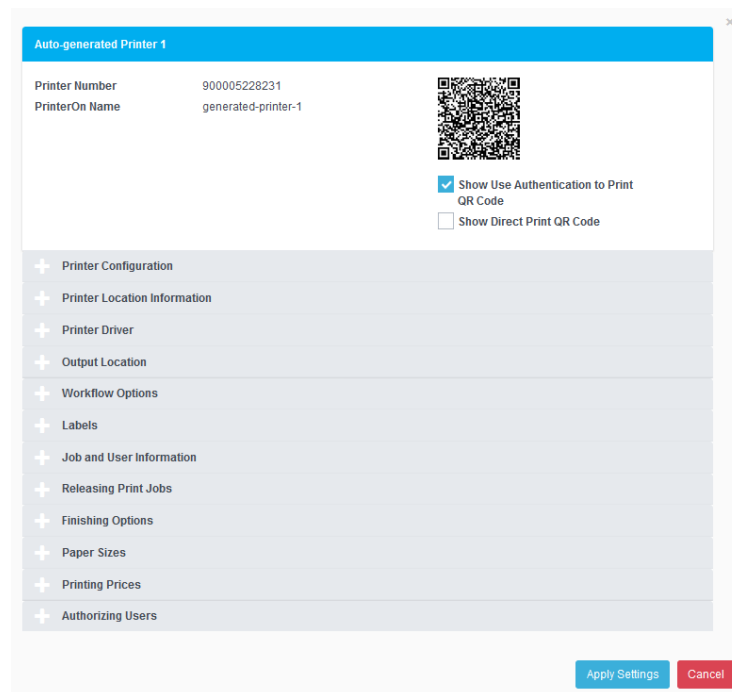 Auto-generated Printer 1
Printer Number 900005228231
PrinterOn Name generated-printer-1
Show Use Authentication to Print
QR Code
Show Direct Print QR Code
Printer Configuration
Printer Location Information
Printer Driver
Output Location
Workflow Options
Labels
Job and User Information
Releasing Print Jobs
Finishing Options
Paper Sizes
Printing Prices
Authorizing Users
Apply Settings Cancel